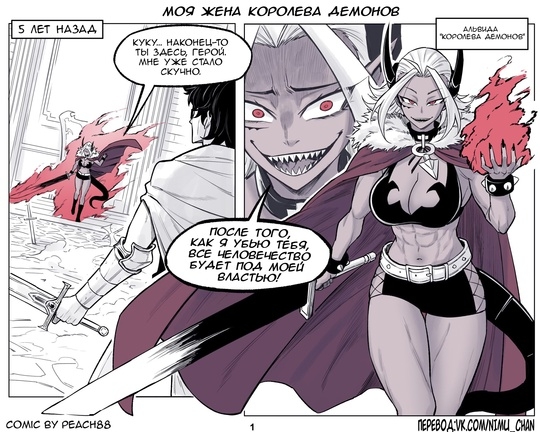 МОЯ ЖЕНА КОРОЛЕВА ДЕМОНОВ
5 ЛЕТ НАЗАД
КУКУ... НАКОНЕЦ-ТО
ТЫ ЗДЕСЬ, ГЕРОЙ.
МНЕ УЖЕ СТАЛО
СКУЧНО.
АЛЬВИДА
"КОРОЛЕВА ДЕМОНОВ"
ПОСЛЕ ТОГО,
КАК Я УБЬЮ ТЕБЯ,
ВСЕ ЧЕЛОВЕЧЕСТВО
БУДЕТ ПОД МОЕЙ
ВЛАСТЬЮ!
COMIC BY PEACH88
1
ПЕРЕВОД:VK.COM/NIMU_CHAN